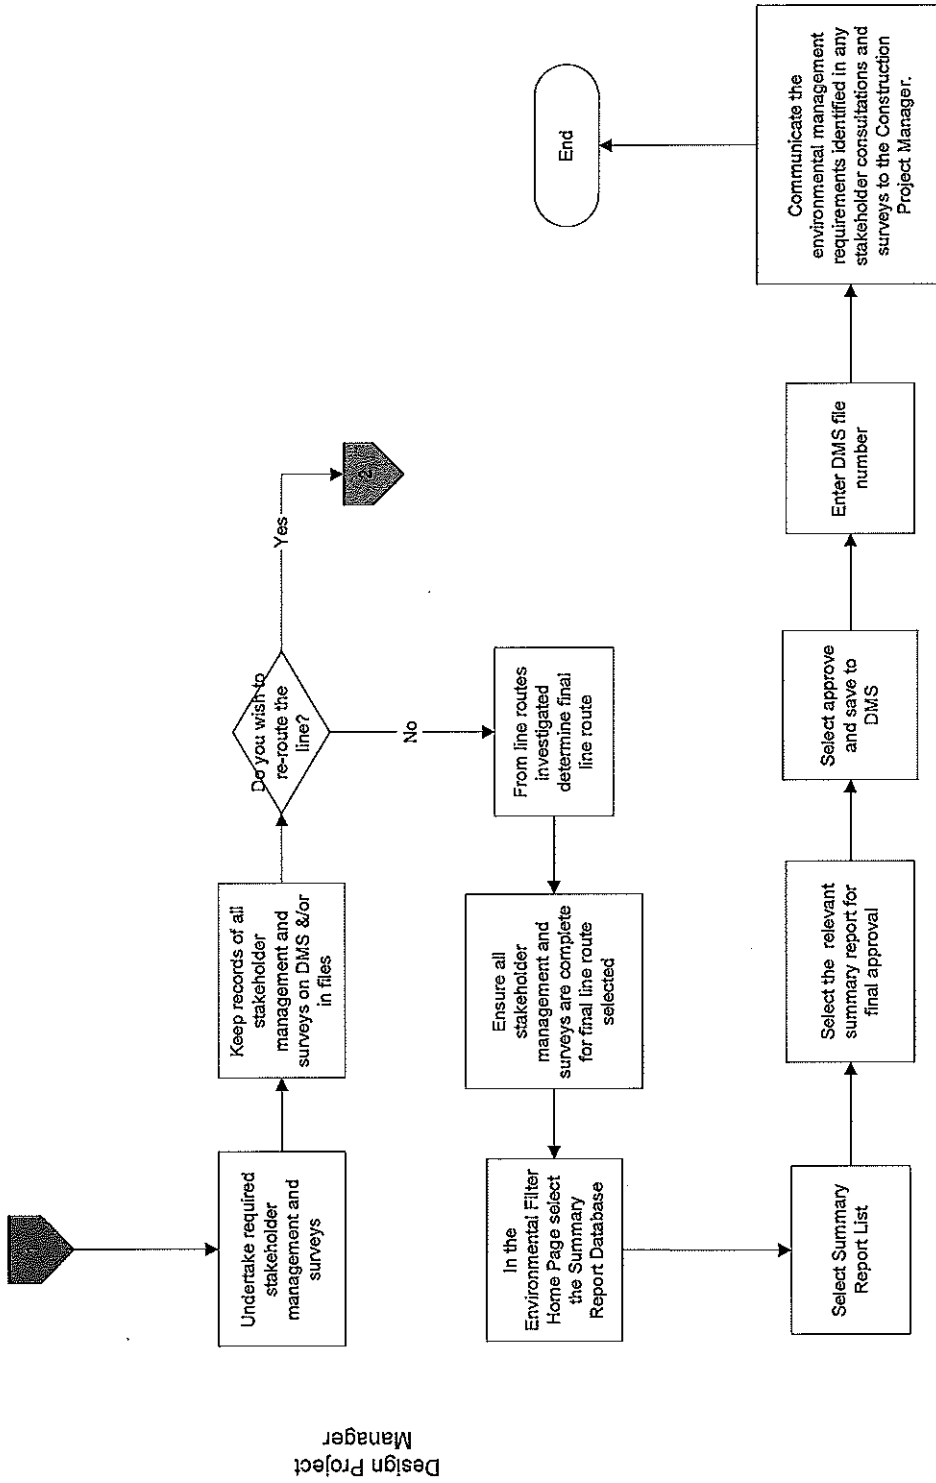 Design Project
Manager
1
Undertake required
stakeholder
management and
surveys
Keep records of all
stakeholder
management and
surveys on DMS &/or
in files
Do you wish to
re-route the
line?
Yes
2
No
From line routes
investigated
determine final
line route
Ensure all
stakeholder
management and
surveys are complete
for final line route
selected
In the
Environmental Filter
Home Page select
the Summary
Report Database
Select Summary
Report List
Select the relevant
summary report for
final approval
Select approve
and save to
DMS
Enter DMS file
number
Communicate the
environmental management
requirements identified in any
stakeholder consultations and
surveys to the Construction
Project Manager.
End